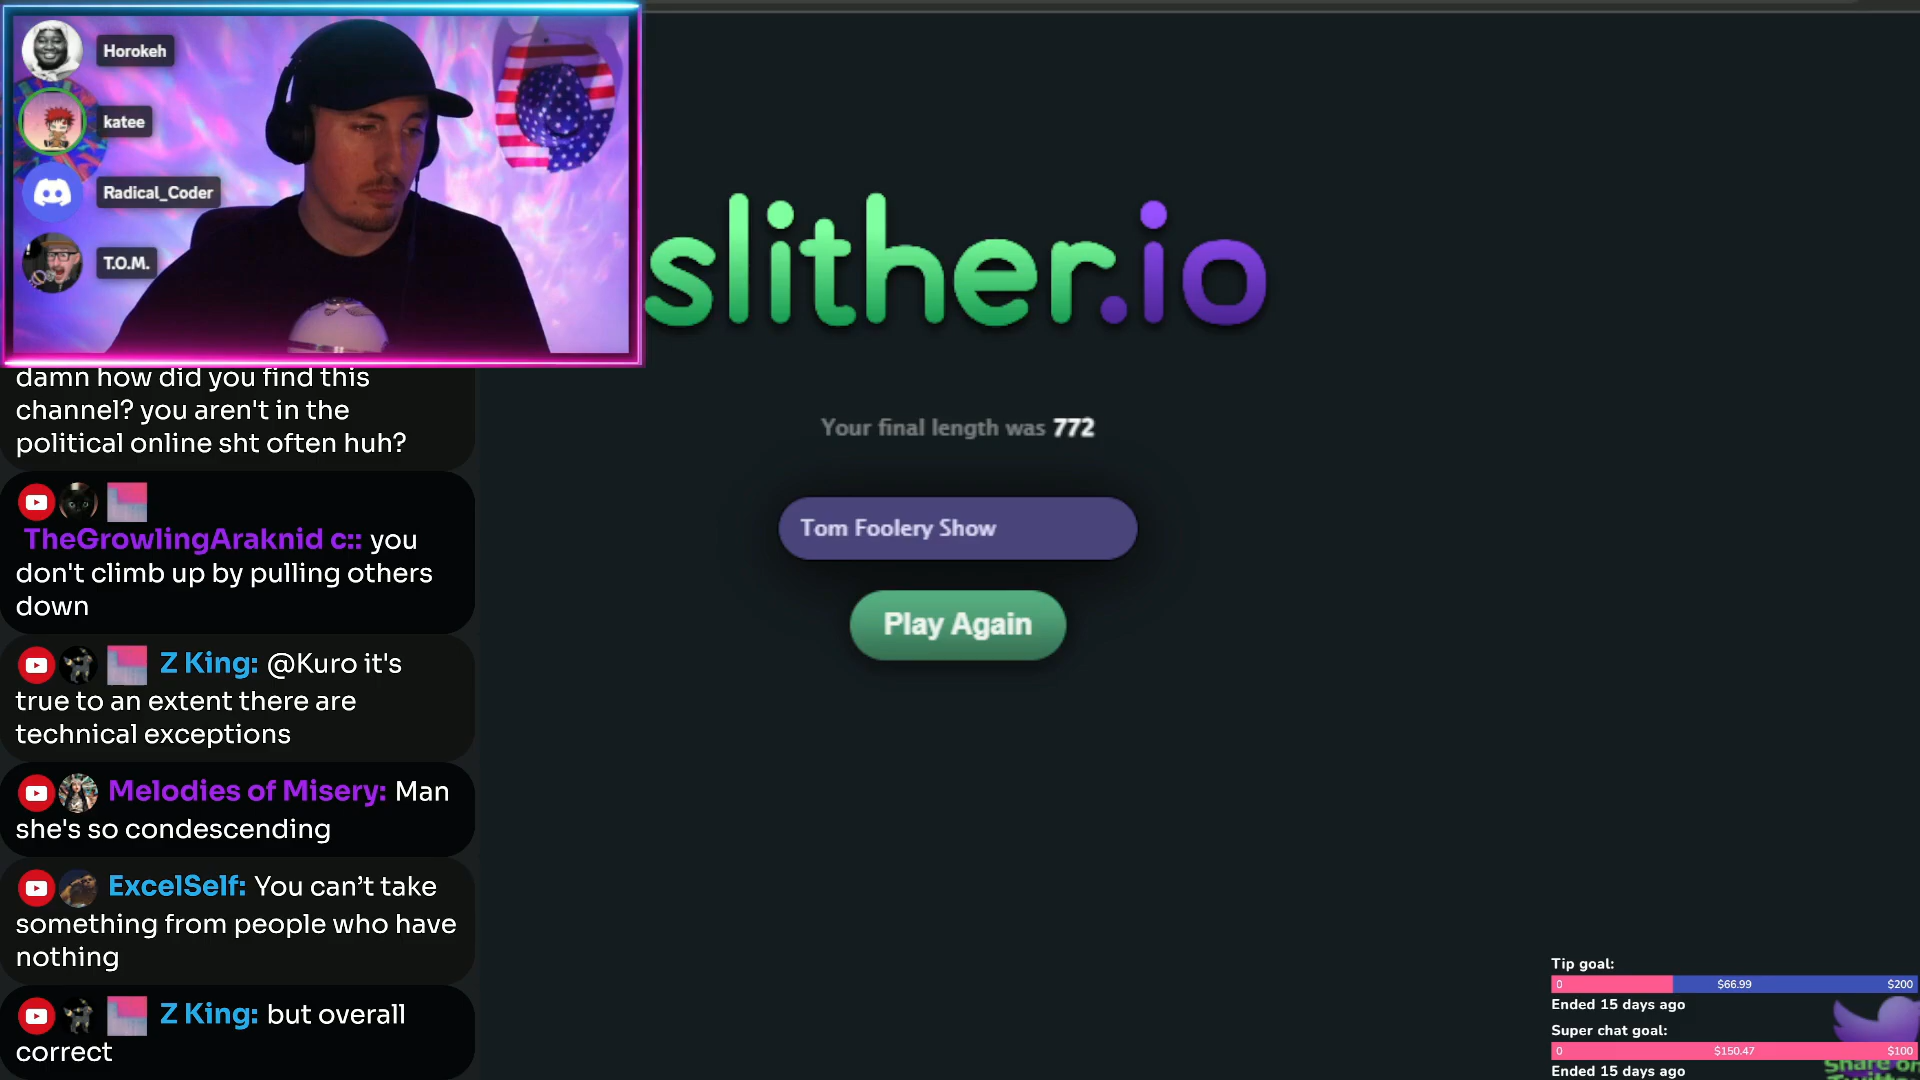 Horokeh
katee
Radical_Coder
T.O.M.
damn how did you find this
channel? you aren't in the
political online sht often huh?
TheGrowlingAraknid c:: you
don't climb up by pulling others
down
Z King: @Kuro it's
true to an extent there are
technical exceptions
Melodies of Misery: Man
she's so condescending
ExcelSelf: You can’t take
something from people who have
nothing
Z King: but overall
correct
slither.io
Your final length was 772
Tom Foolery Show
Play Again
Tip goal:
0 $66.99 $200
Ended 15 days ago
Super chat goal:
0 $150.47 $100
Ended 15 days ago
Share on